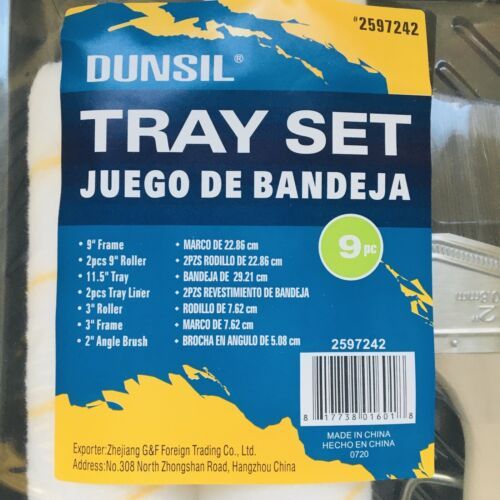 #2597242
DUNSIL®
TRAY SET
JUEGO DE BANDEJA
9 pc
• 9" Frame
• 2pcs 9" Roller
• 11.5" Tray
• 2pcs Tray Liner
• 3" Roller
• 3" Frame
• 2" Angle Brush
• MARCO DE 22.86 cm
• 2PZS RODILLO DE 22.86 cm
• BANDEJA DE 29.21 cm
• 2PZS REVESTIMIENTO DE BANDEJA
• RODILLO DE 7.62 cm
• MARCO DE 7.62 cm
• BROCHA EN ANGULO DE 5.08 cm
2597242
8 17738 01601 8
MADE IN CHINA
HECHO EN CHINA
0720
Exporter:Zhejiang G&F Foreign Trading Co., Ltd.
Address:No.308 North Zhongshan Road, Hangzhou China
2"